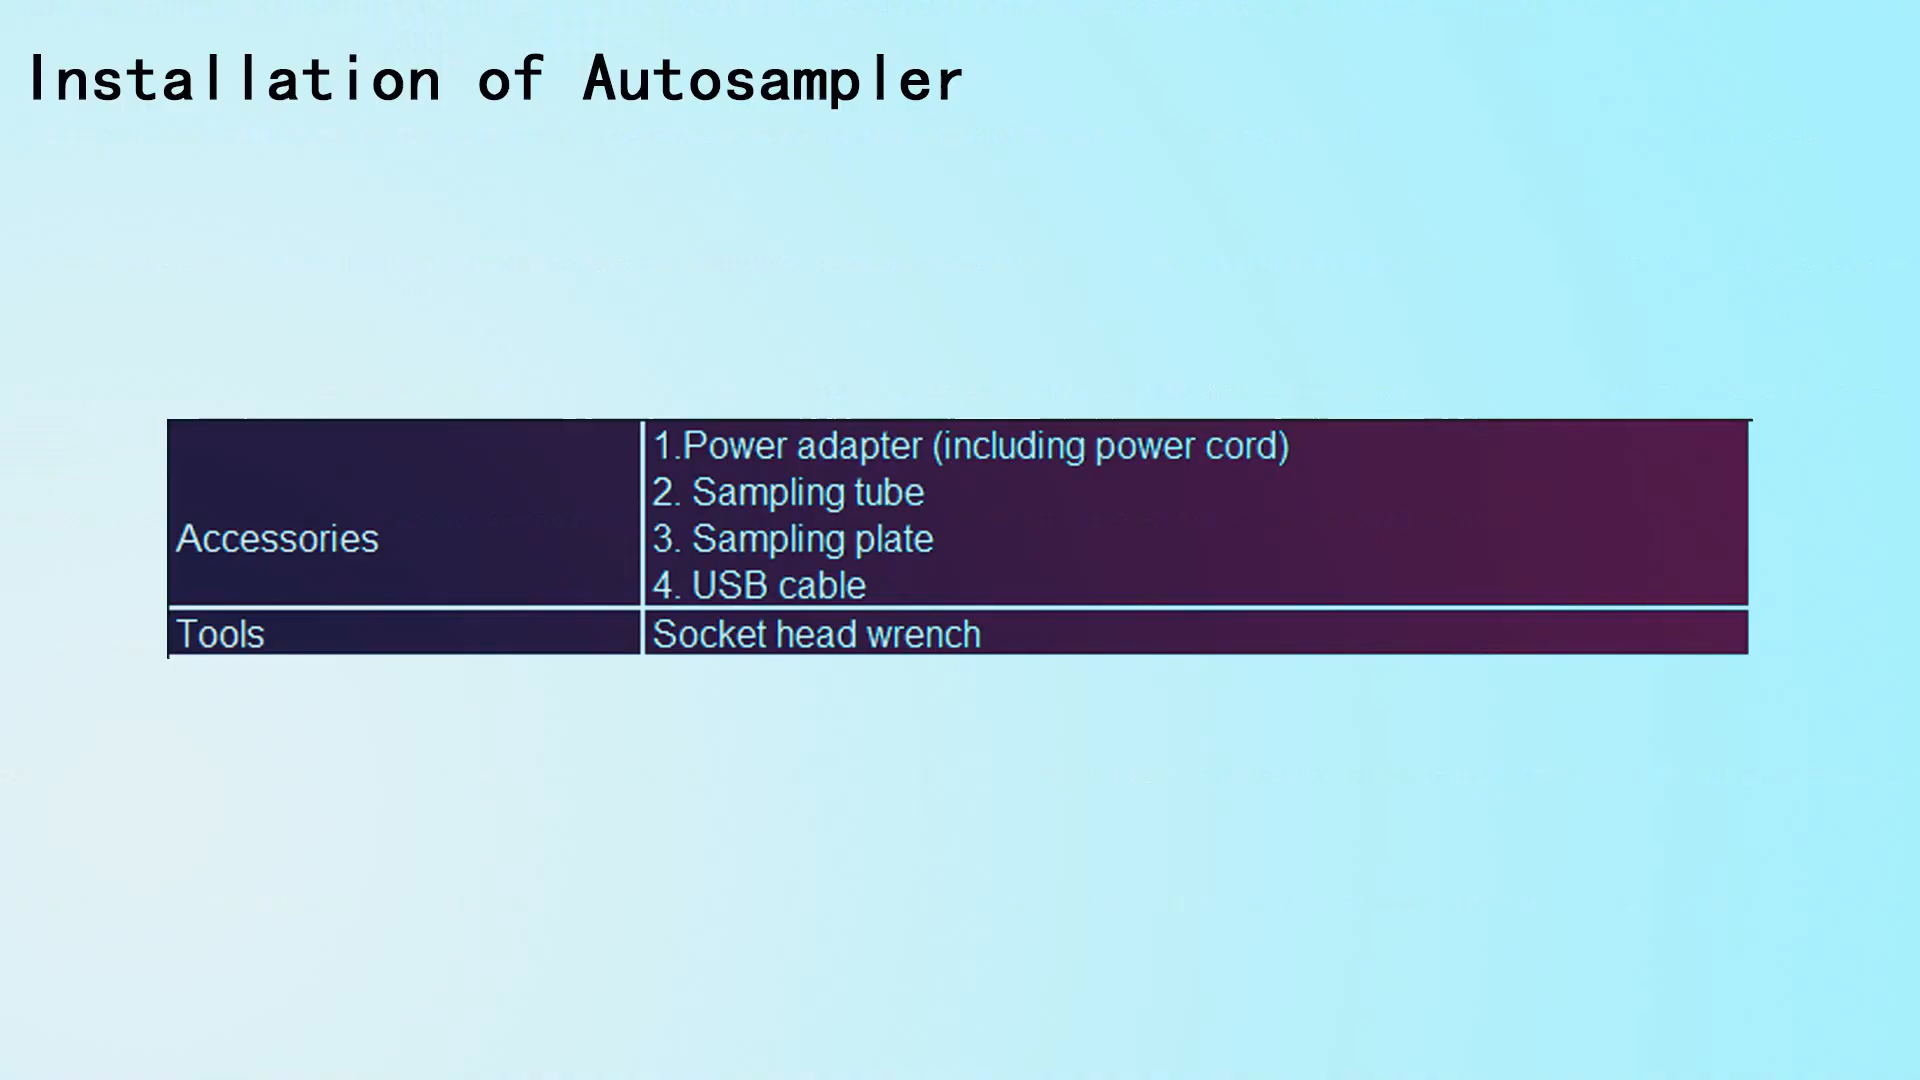 Installation of Autosampler
Accessories
1.Power adapter (including power cord)
2. Sampling tube
3. Sampling plate
4. USB cable
Tools
Socket head wrench